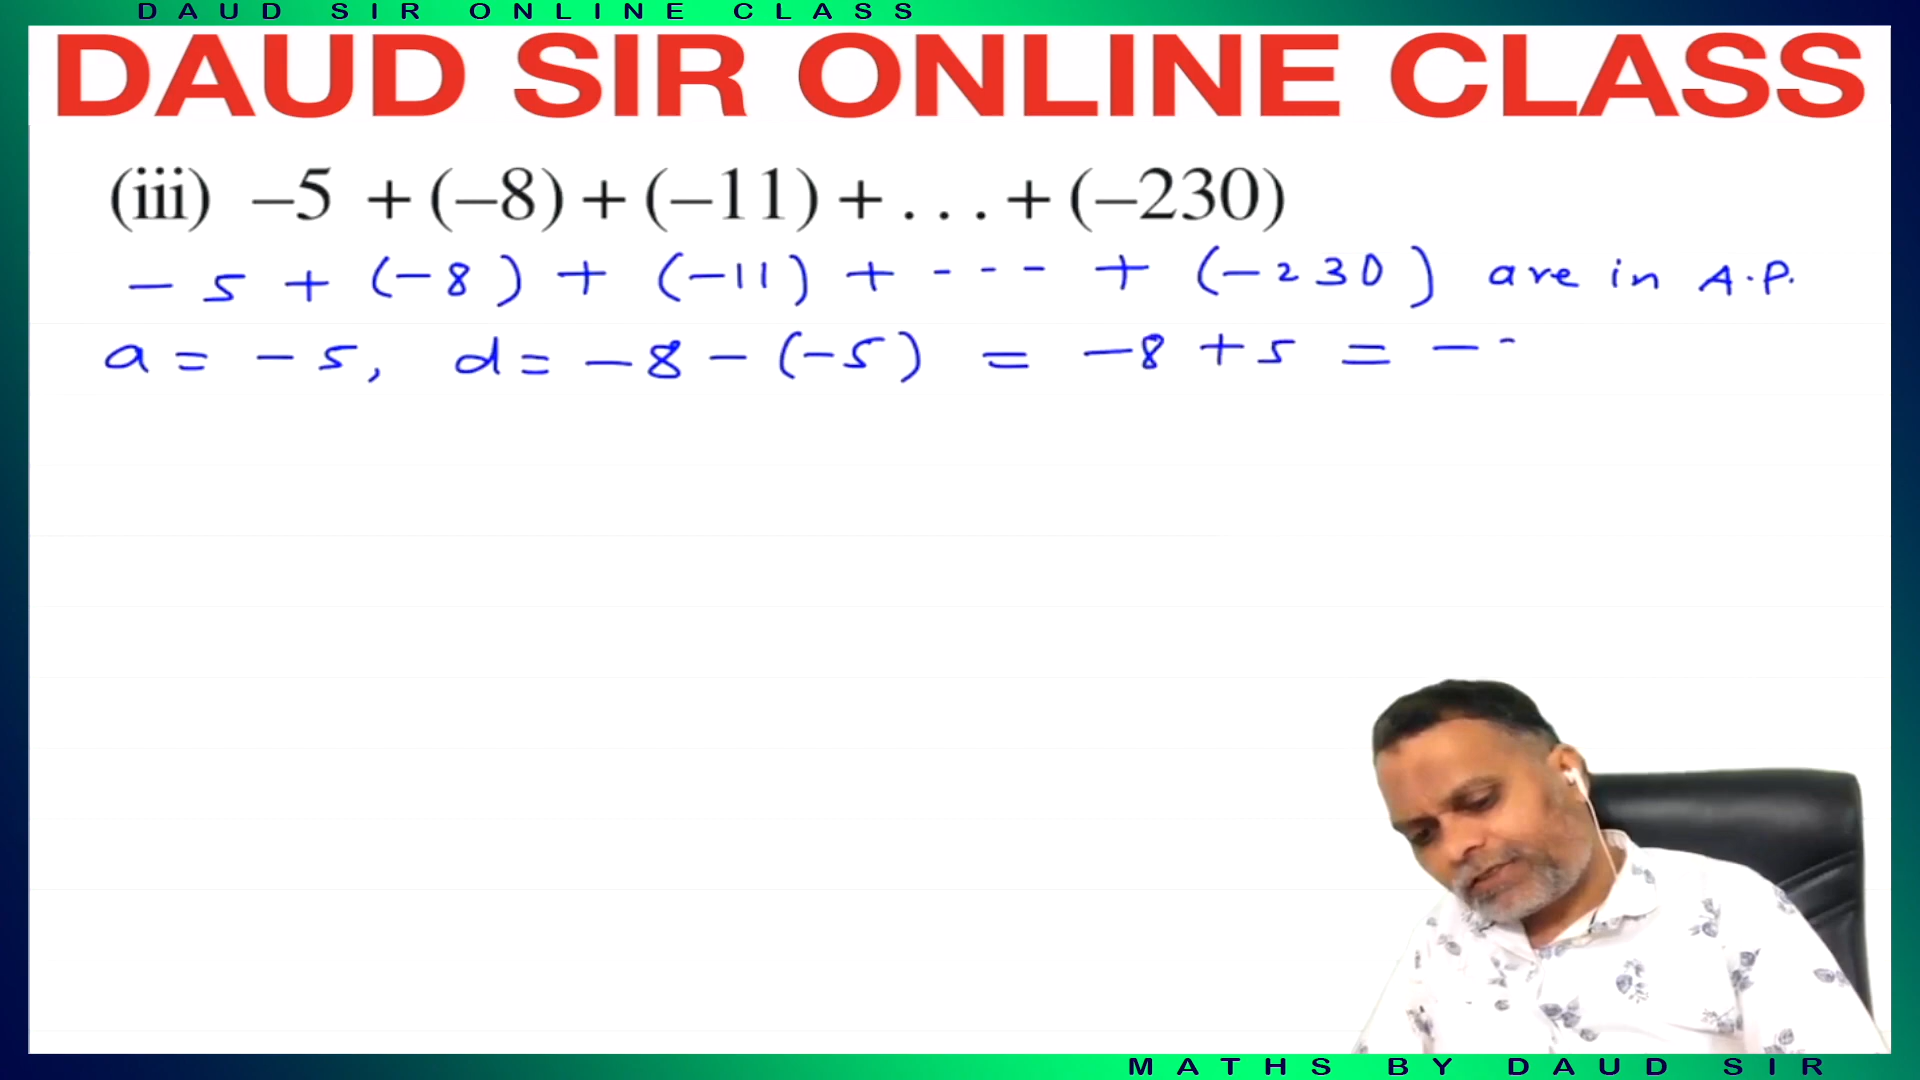 DAUD SIR ONLINE CLASS
DAUD SIR ONLINE CLASS
(iii) –5 + (–8) + (–11) + . . . + (–230)
- 5 + (-8) + (-11) + - - - + (-230) are in A.P.
a = - 5, d = - 8 - (-5) = -8 + 5 = -
MATHS BY DAUD SIR